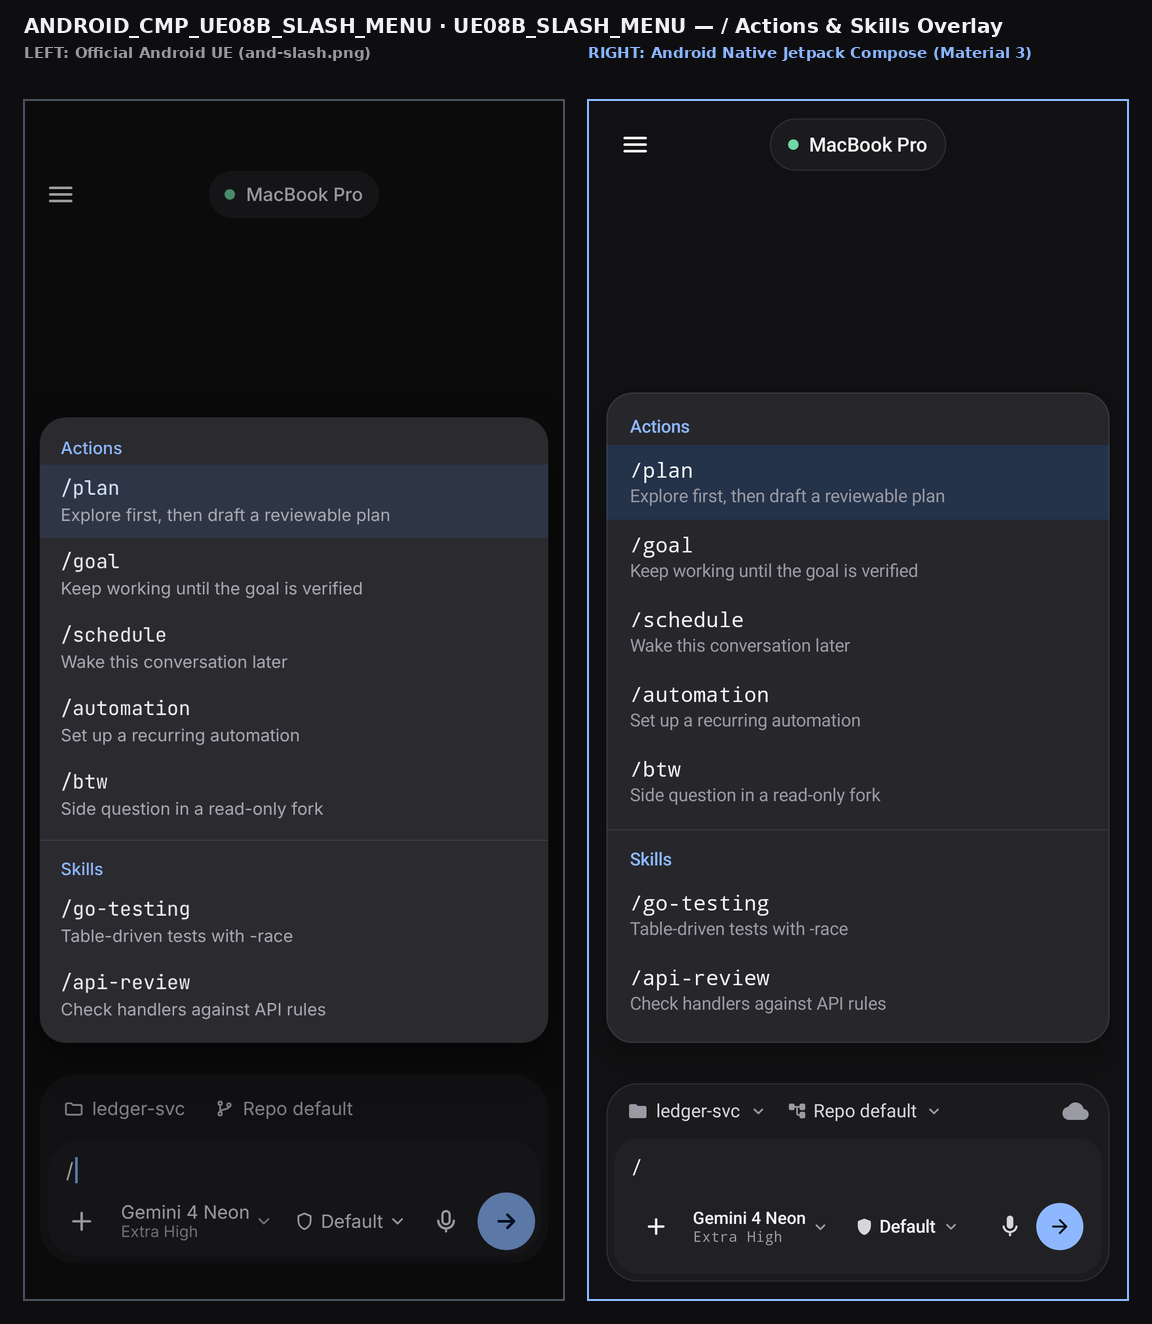 ANDROID_CMP_UE08B_SLASH_MENU · UE08B_SLASH_MENU — / Actions & Skills Overlay
LEFT: Official Android UE (and-slash.png)
RIGHT: Android Native Jetpack Compose (Material 3)
MacBook Pro
Actions
/plan
Explore first, then draft a reviewable plan
/goal
Keep working until the goal is verified
/schedule
Wake this conversation later
/automation
Set up a recurring automation
/btw
Side question in a read-only fork
Skills
/go-testing
Table-driven tests with -race
/api-review
Check handlers against API rules
ledger-svc Repo default
/
Gemini 4 Neon
Extra High
Default
MacBook Pro
Actions
/plan
Explore first, then draft a reviewable plan
/goal
Keep working until the goal is verified
/schedule
Wake this conversation later
/automation
Set up a recurring automation
/btw
Side question in a read-only fork
Skills
/go-testing
Table-driven tests with -race
/api-review
Check handlers against API rules
ledger-svc Repo default
/
Gemini 4 Neon
Extra High
Default